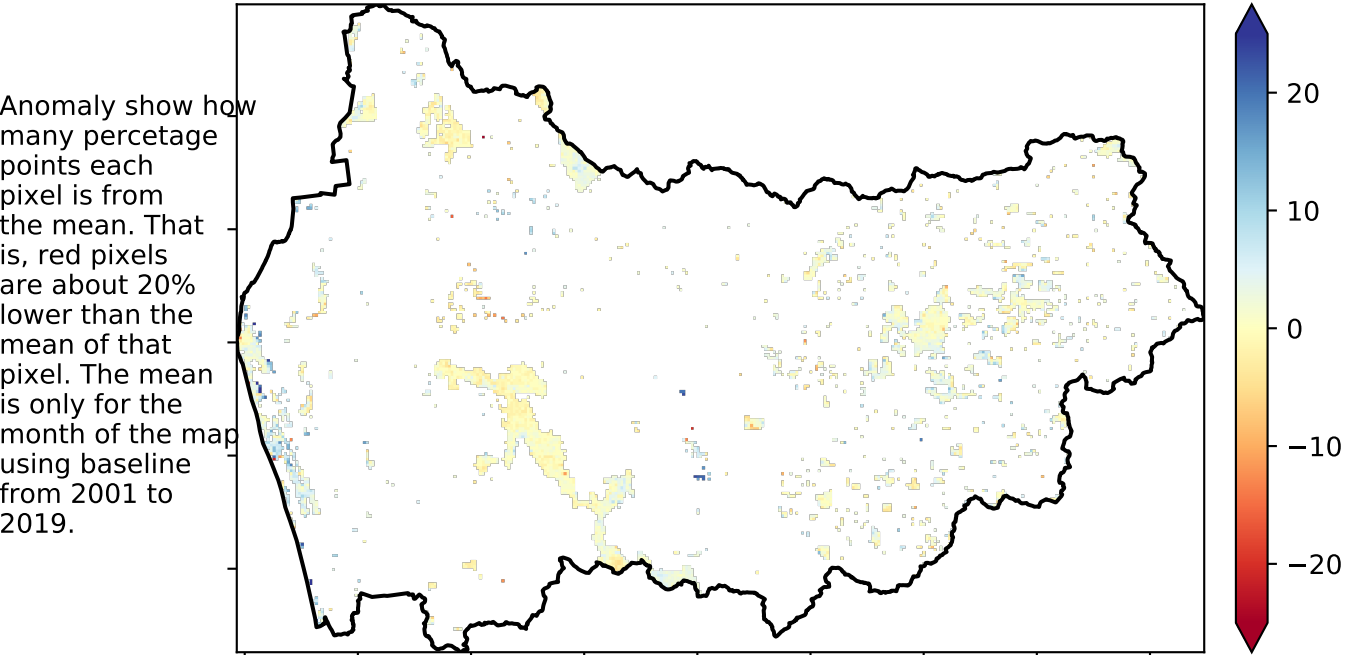 Anomaly show how
many percetage
points each
pixel is from
the mean. That
is, red pixels
are about 20%
lower than the
mean of that
pixel. The mean
is only for the
month of the map
using baseline
from 2001 to
2019.
20
10
0
−10
−20